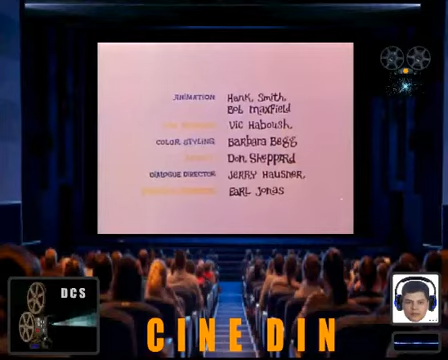 ANIMATION Hank Smith
Bob Maxfield
Vic Haboush
COLOR STYLING Barbara Begg
Don Sheppard
DIALOGUE DIRECTOR JERRY HAUSNER
EARL JONAS
DCS
CINE DIN